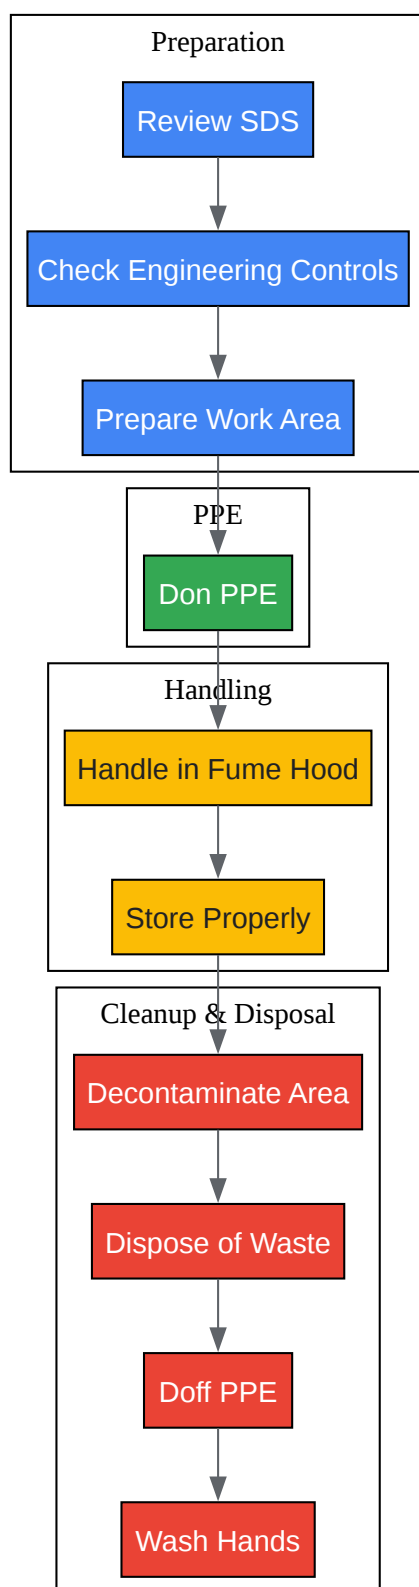 Preparation
Review SDS
Check Engineering Controls
Prepare Work Area
PPE
Don PPE
Handling
Handle in Fume Hood
Store Properly
Cleanup & Disposal
Decontaminate Area
Dispose of Waste
Doff PPE
Wash Hands